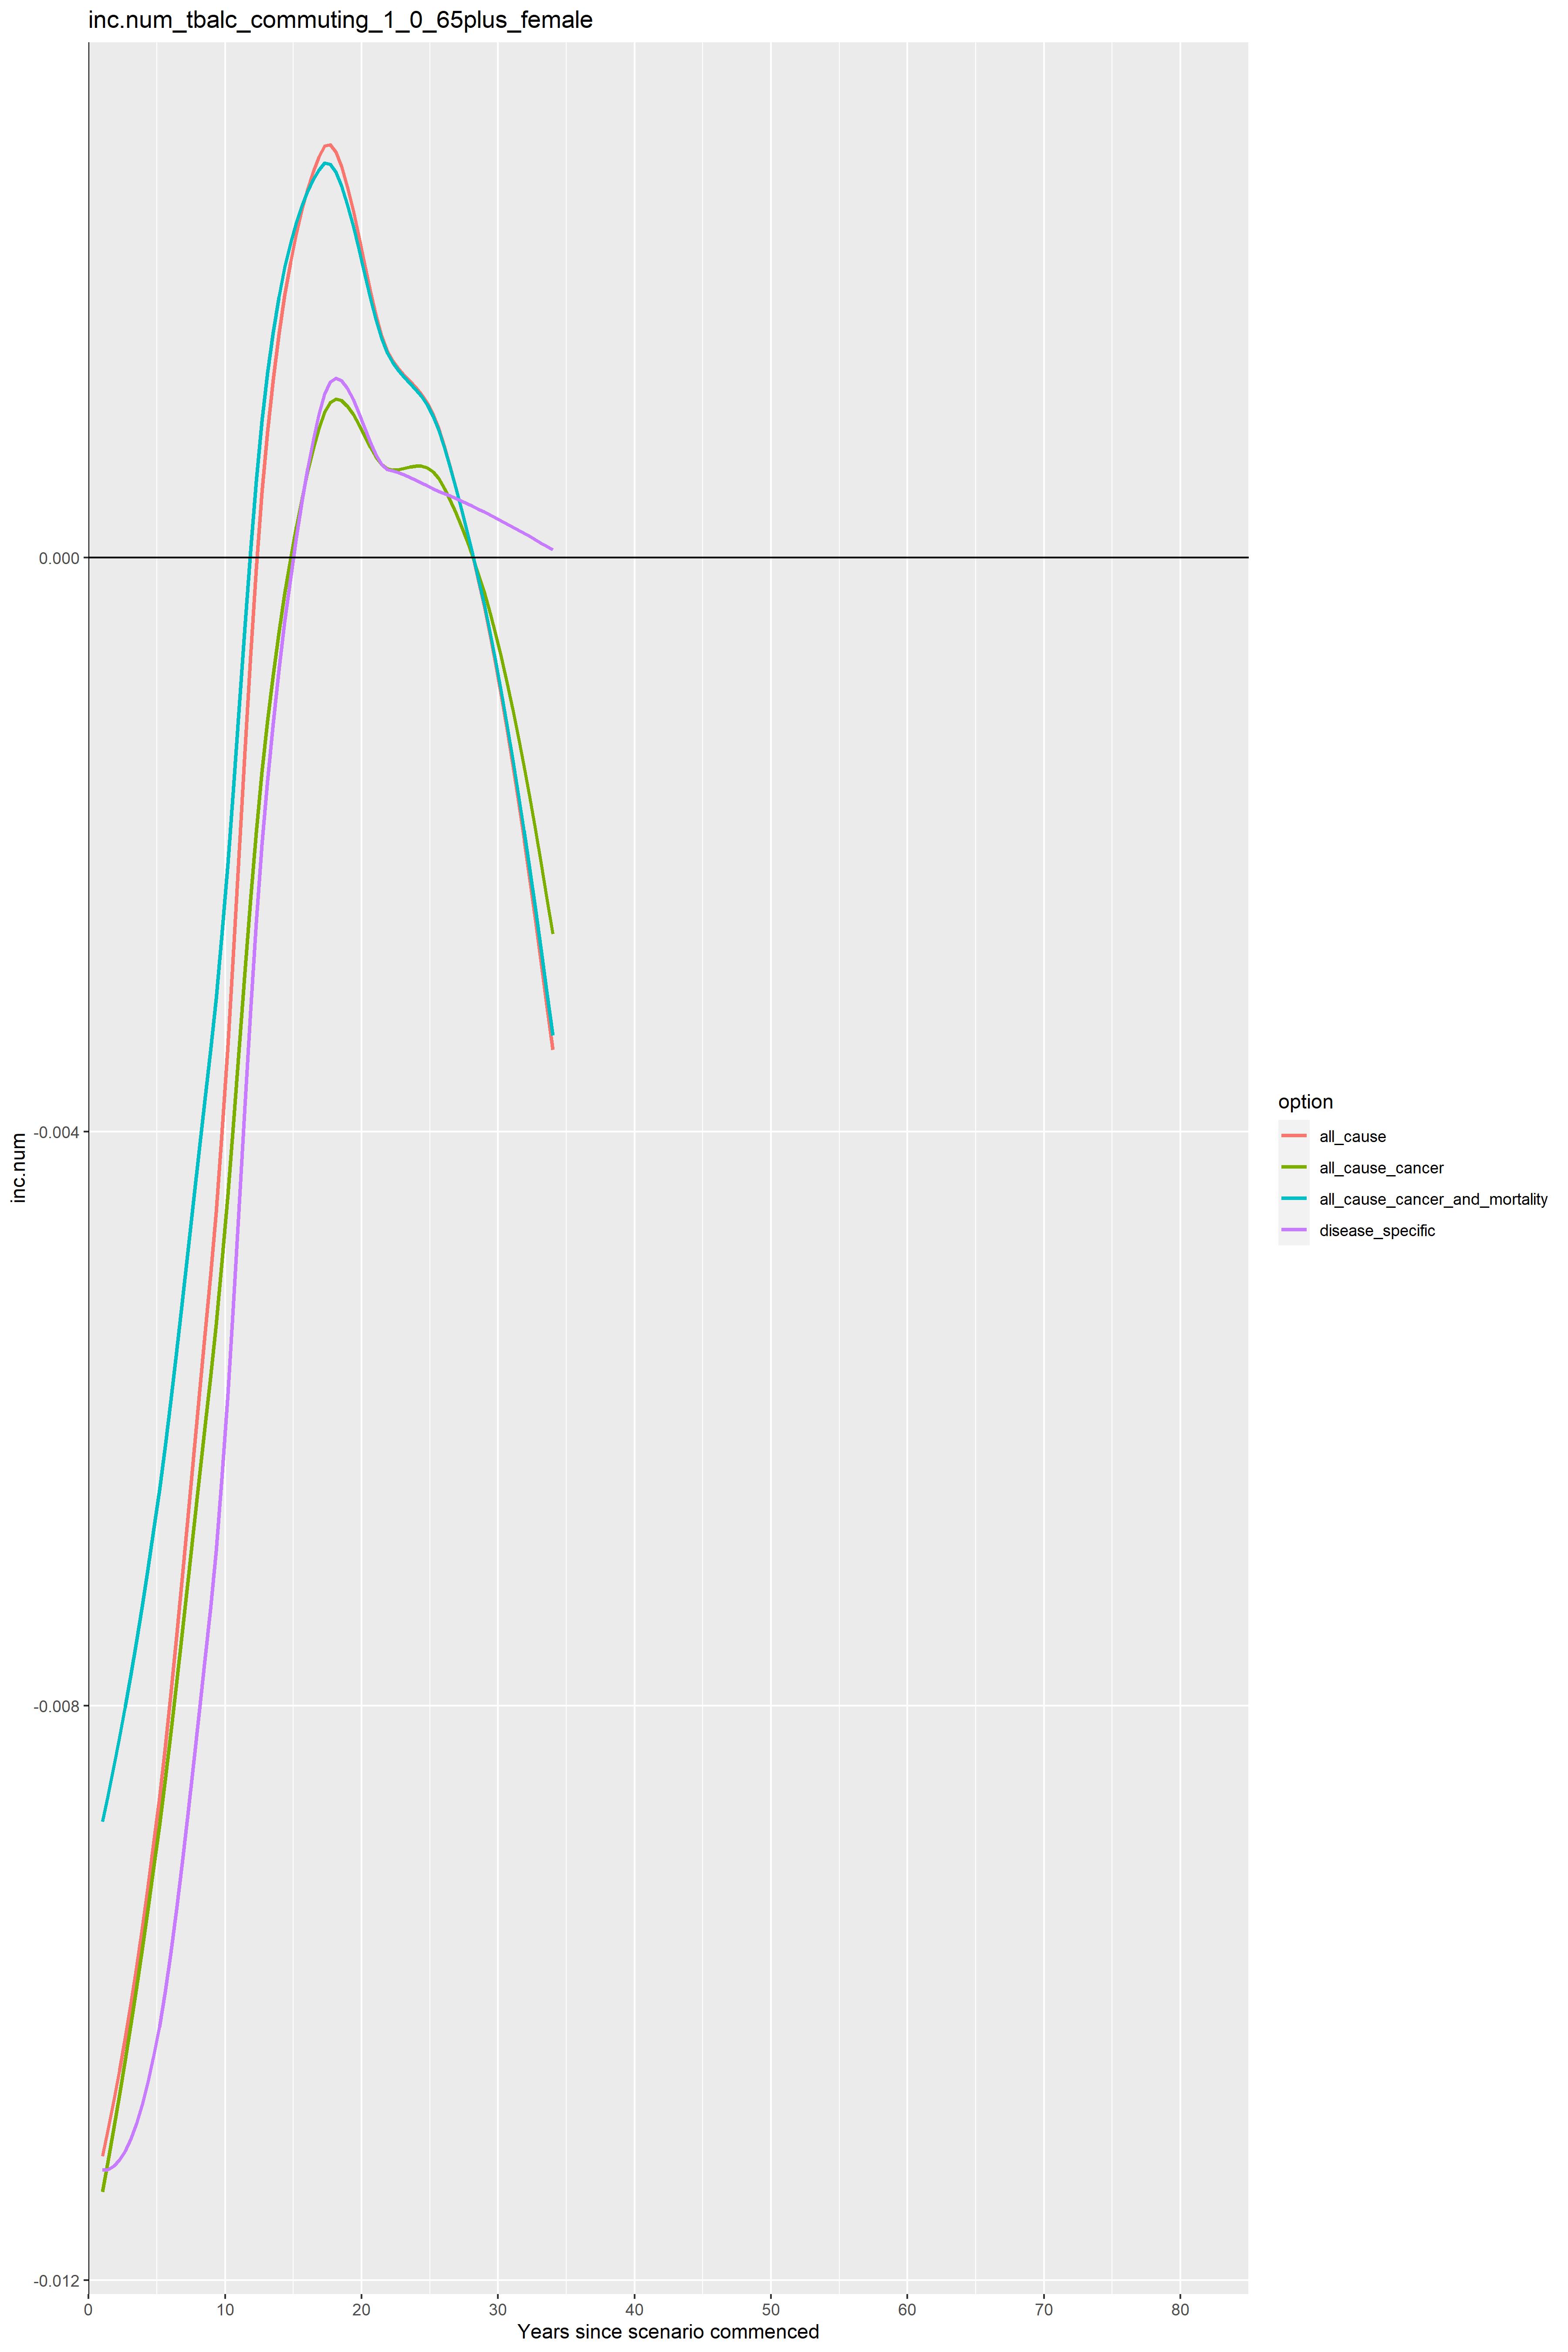 inc.num_tbalc_commuting_1_0_65plus_female
0.000
-0.004
-0.008
-0.012
inc.num
0 10 20 30 40 50 60 70 80
Years since scenario commenced
option
all_cause
all_cause_cancer
all_cause_cancer_and_mortality
disease_specific